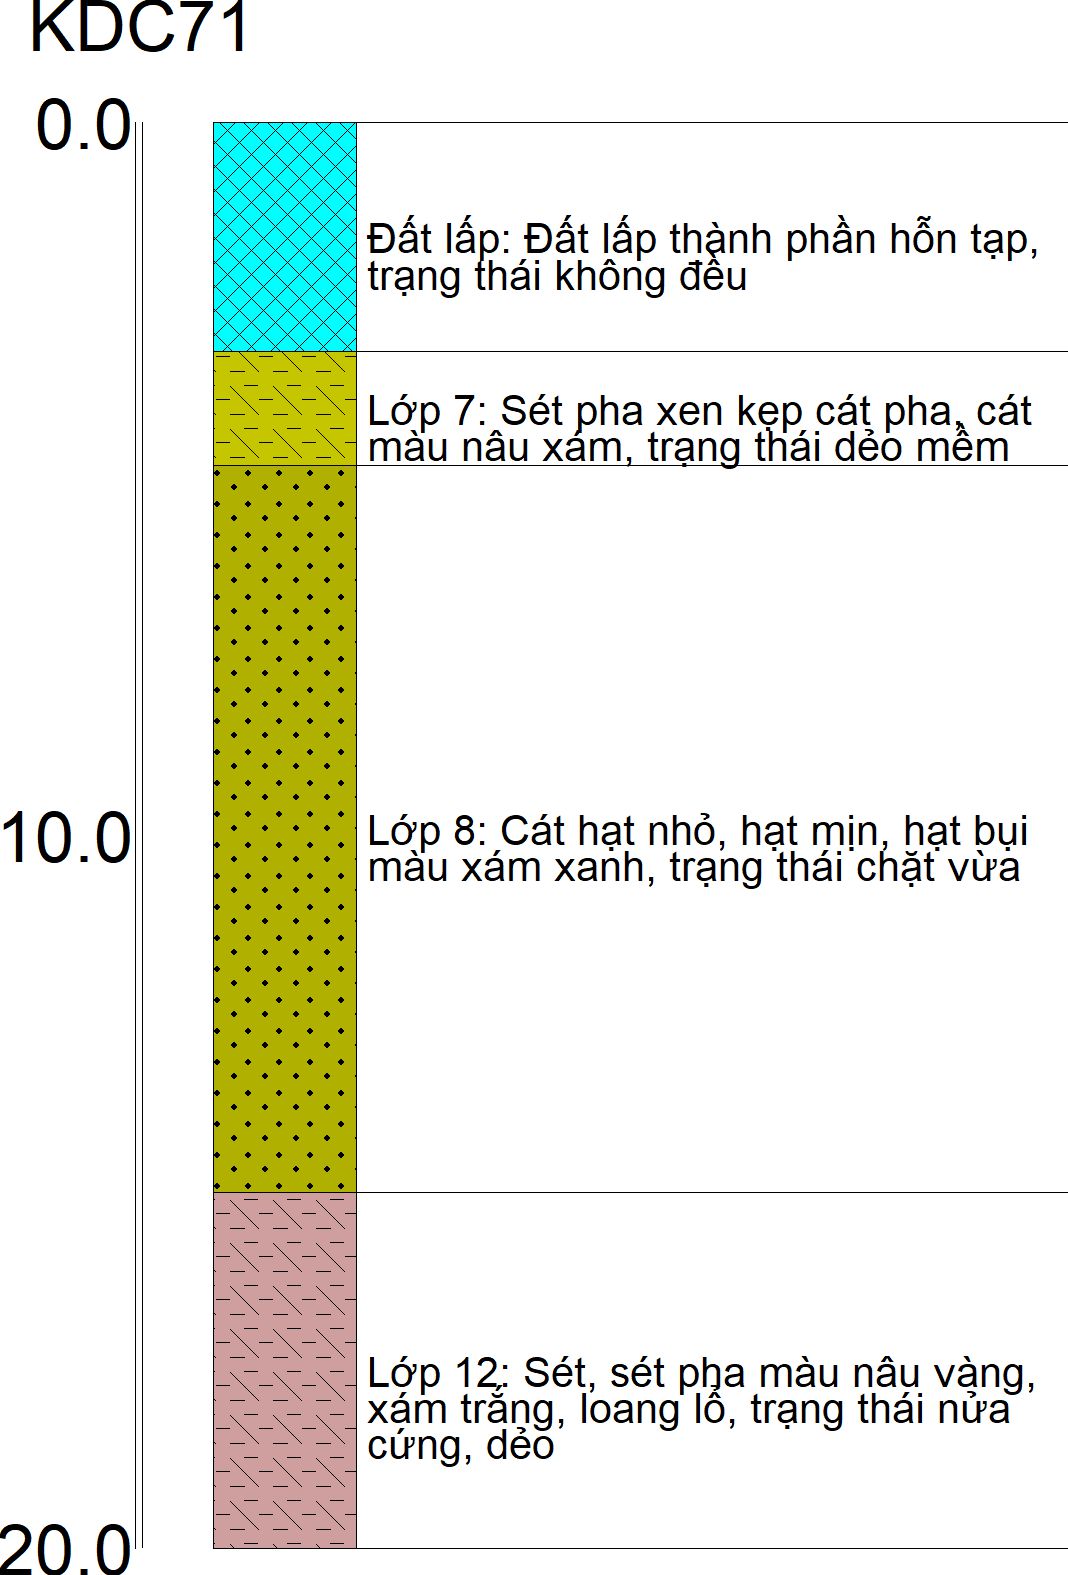 KDC71
0.0
Đất lấp: Đất lấp thành phần hỗn tạp,
trạng thái không đều
Lớp 7: Sét pha xen kẹp cát pha, cát
màu nâu xám, trạng thái dẻo mềm
10.0
Lớp 8: Cát hạt nhỏ, hạt mịn, hạt bụi
màu xám xanh, trạng thái chặt vừa
Lớp 12: Sét, sét pha màu nâu vàng,
xám trắng, loang lổ, trạng thái nửa
cứng, dẻo
20.0